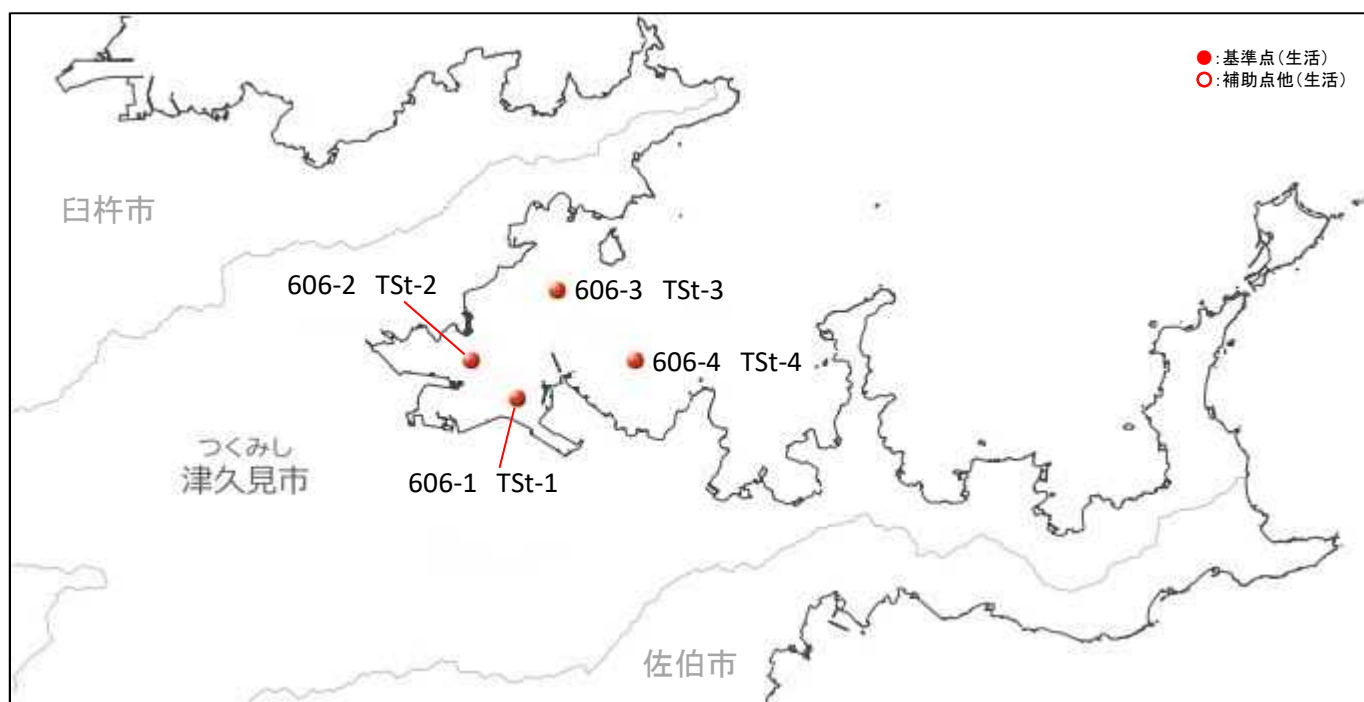 ●:基準点(生活)
○:補助点他(生活)
臼杵市
606-2 TSt-2
606-3 TSt-3
606-4 TSt-4
つくみし
津久見市
606-1 TSt-1
佐伯市